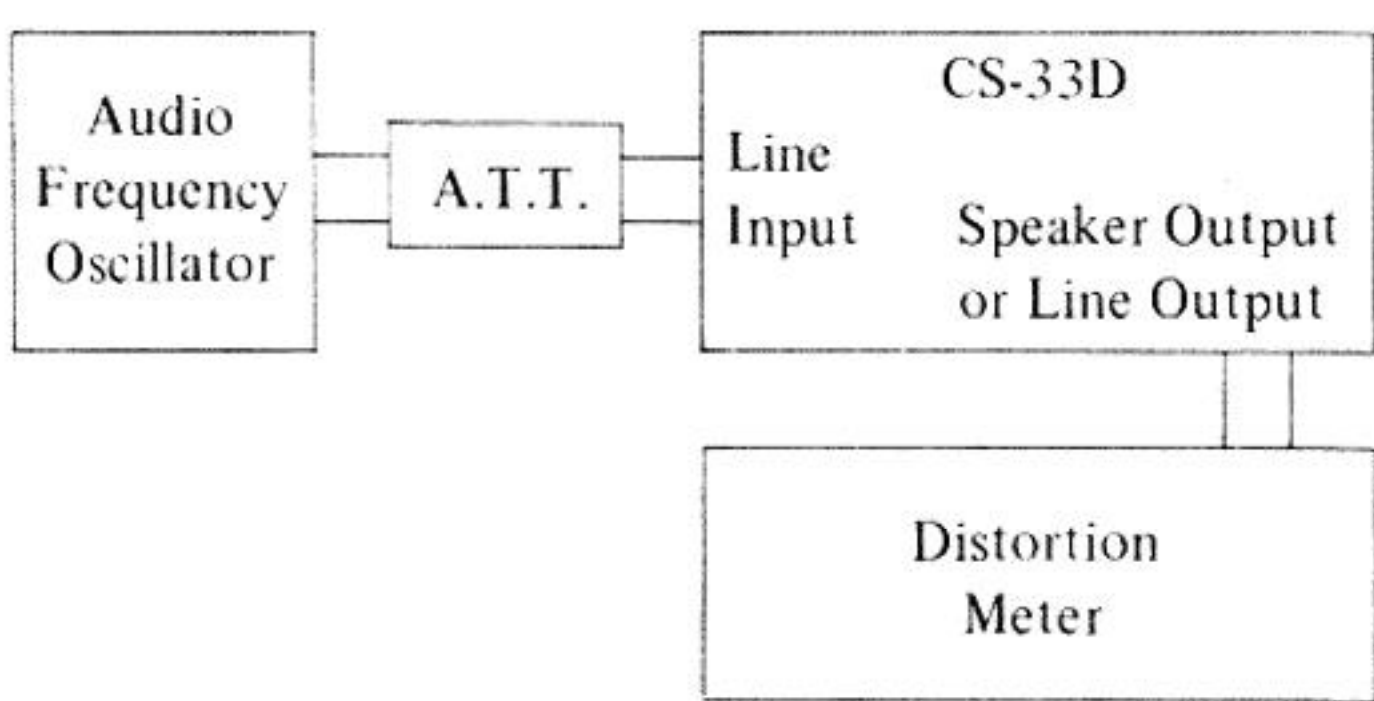 Audio
Frequency
Oscillator
A.T.T.
CS-33D
Line
Input
Speaker Output
or Line Output
Distortion
Meter